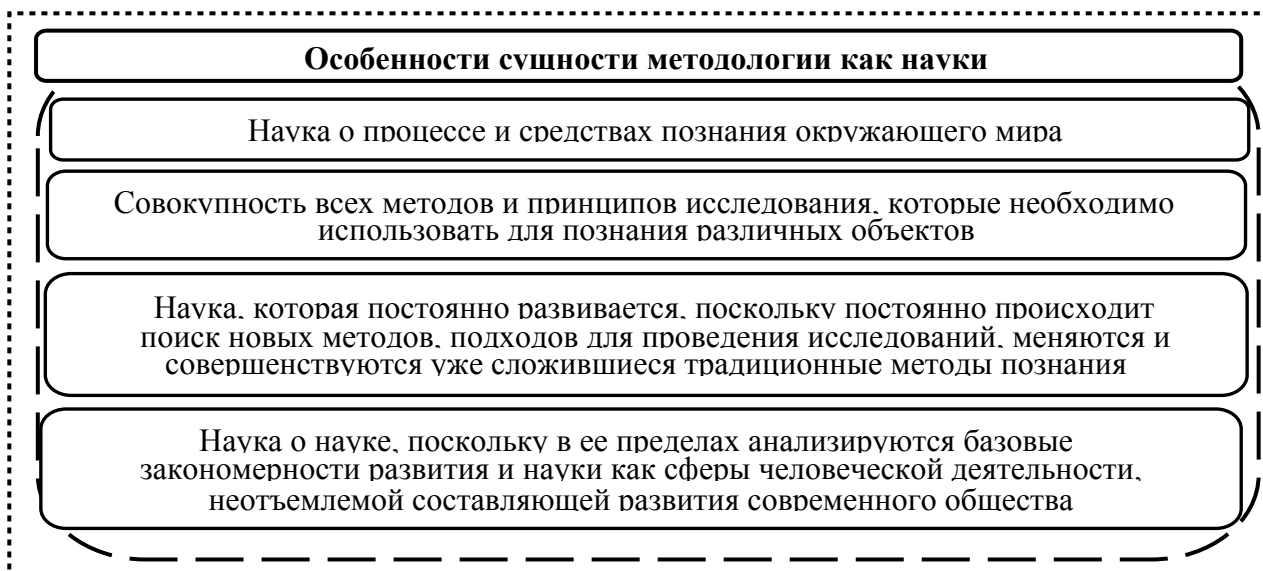 Особенности сущности методологии как науки
Наука о процессе и средствах познания окружающего мира
Совокупность всех методов и принципов исследования, которые необходимо
использовать для познания различных объектов
Наука, которая постоянно развивается, поскольку постоянно происходит
поиск новых методов, подходов для проведения исследований, меняются и
совершенствуются уже сложившиеся традиционные методы познания
Наука о науке, поскольку в ее пределах анализируются базовые
закономерности развития и науки как сферы человеческой деятельности,
неотъемлемой составляющей развития современного общества